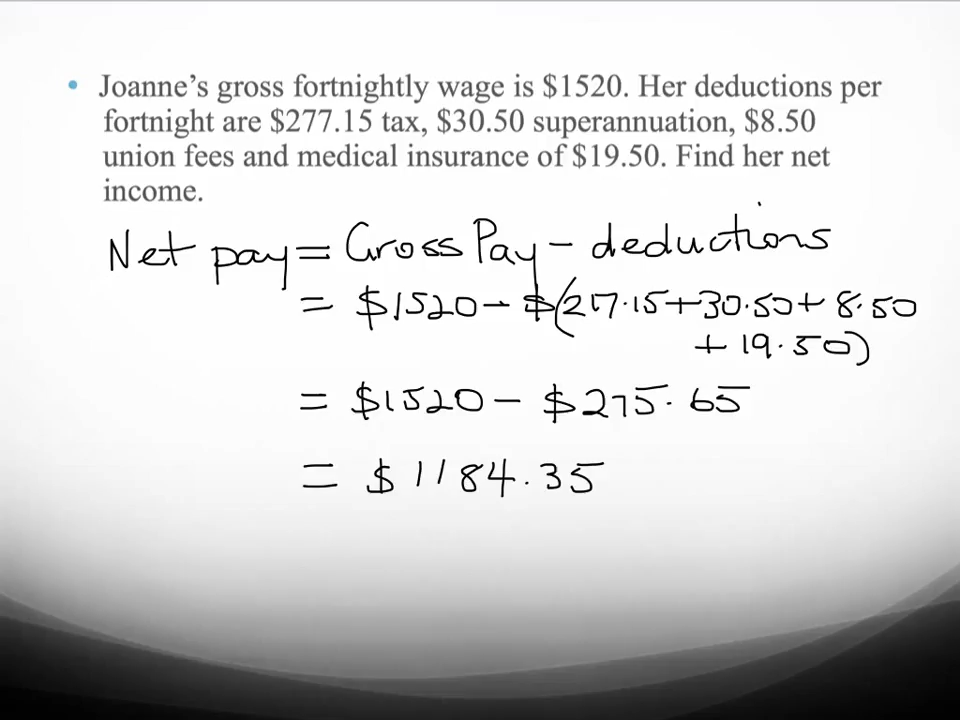 • Joanne's gross fortnightly wage is $1520. Her deductions per
fortnight are $277.15 tax, $30.50 superannuation, $8.50
union fees and medical insurance of $19.50. Find her net
income.
Net pay = Gross Pay - deductions
= $1520 - $(217.15 + 30.50 + 8.50
+ 19.50)
= $1520 - $275.65
= $1184.35